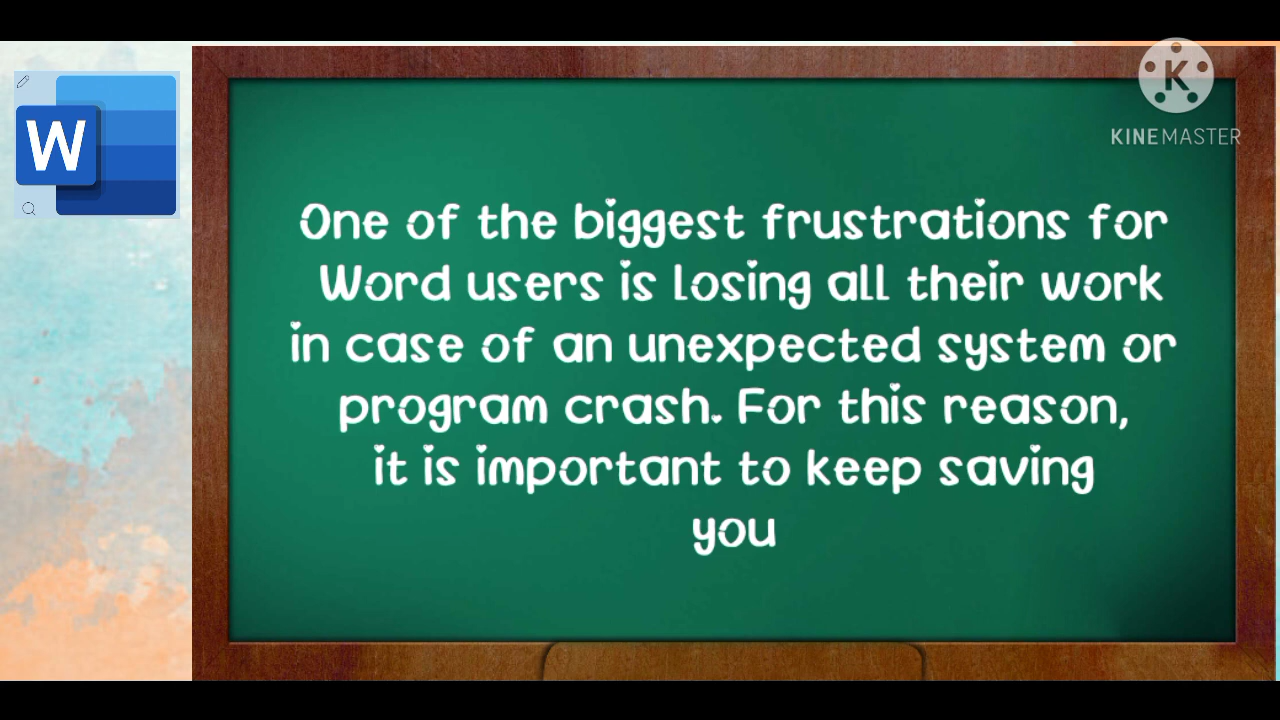 W
K
KINEMASTER
One of the biggest frustrations for
Word users is losing all their work
in case of an unexpected system or
program crash. For this reason,
it is important to keep saving
you